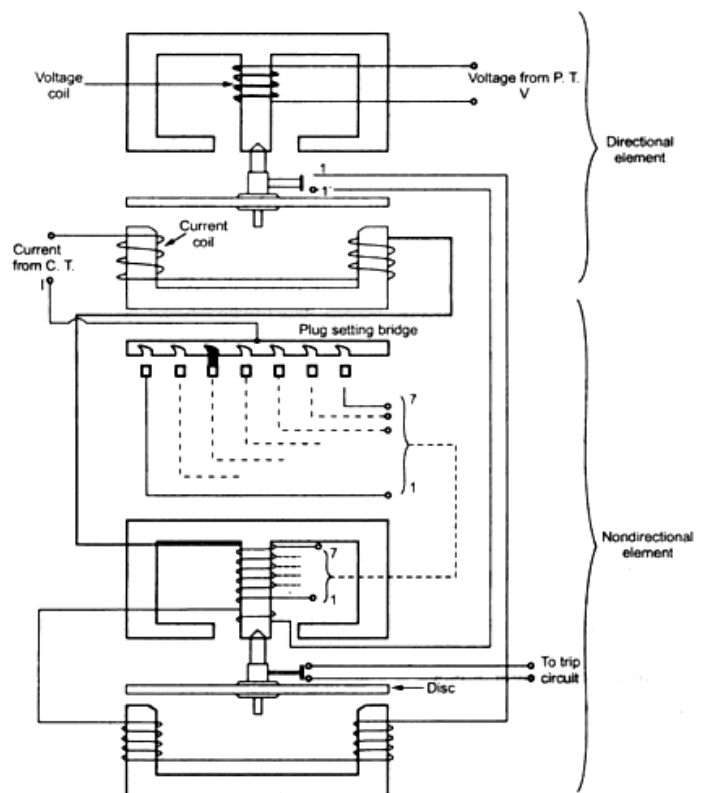 Voltage
coil
Voltage from P. T.
V
Directional
element
1
1'
Current
coil
Current
from C. T.
I
Plug setting bridge
7
1
7
1
Nondirectional
element
To trip
circuit
Disc